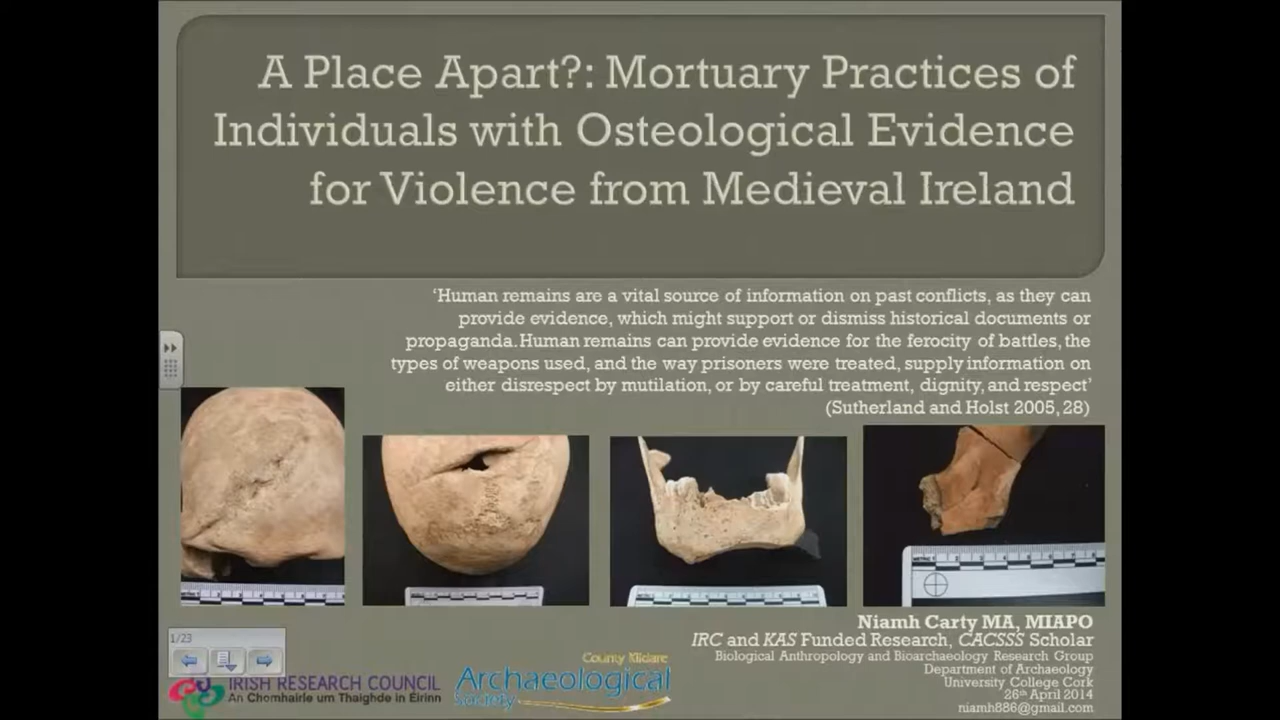 A Place Apart?: Mortuary Practices of
Individuals with Osteological Evidence
for Violence from Medieval Ireland
‘Human remains are a vital source of information on past conflicts, as they can
provide evidence, which might support or dismiss historical documents or
propaganda. Human remains can provide evidence for the ferocity of battles, the
types of weapons used, and the way prisoners were treated, supply information on
either disrespect by mutilation, or by careful treatment, dignity, and respect’
(Sutherland and Holst 2005, 28)
Niamh Carty MA, MIAPO
IRC and KAS Funded Research, CACSSS Scholar
Biological Anthropology and Bioarchaeology Research Group
Department of Archaeology
University College Cork
26th April 2014
niamh886@gmail.com
1/23
IRISH RESEARCH COUNCIL
An Chomhairle um Thaighde in Éirinn
County Kildare
Archaeological
Society